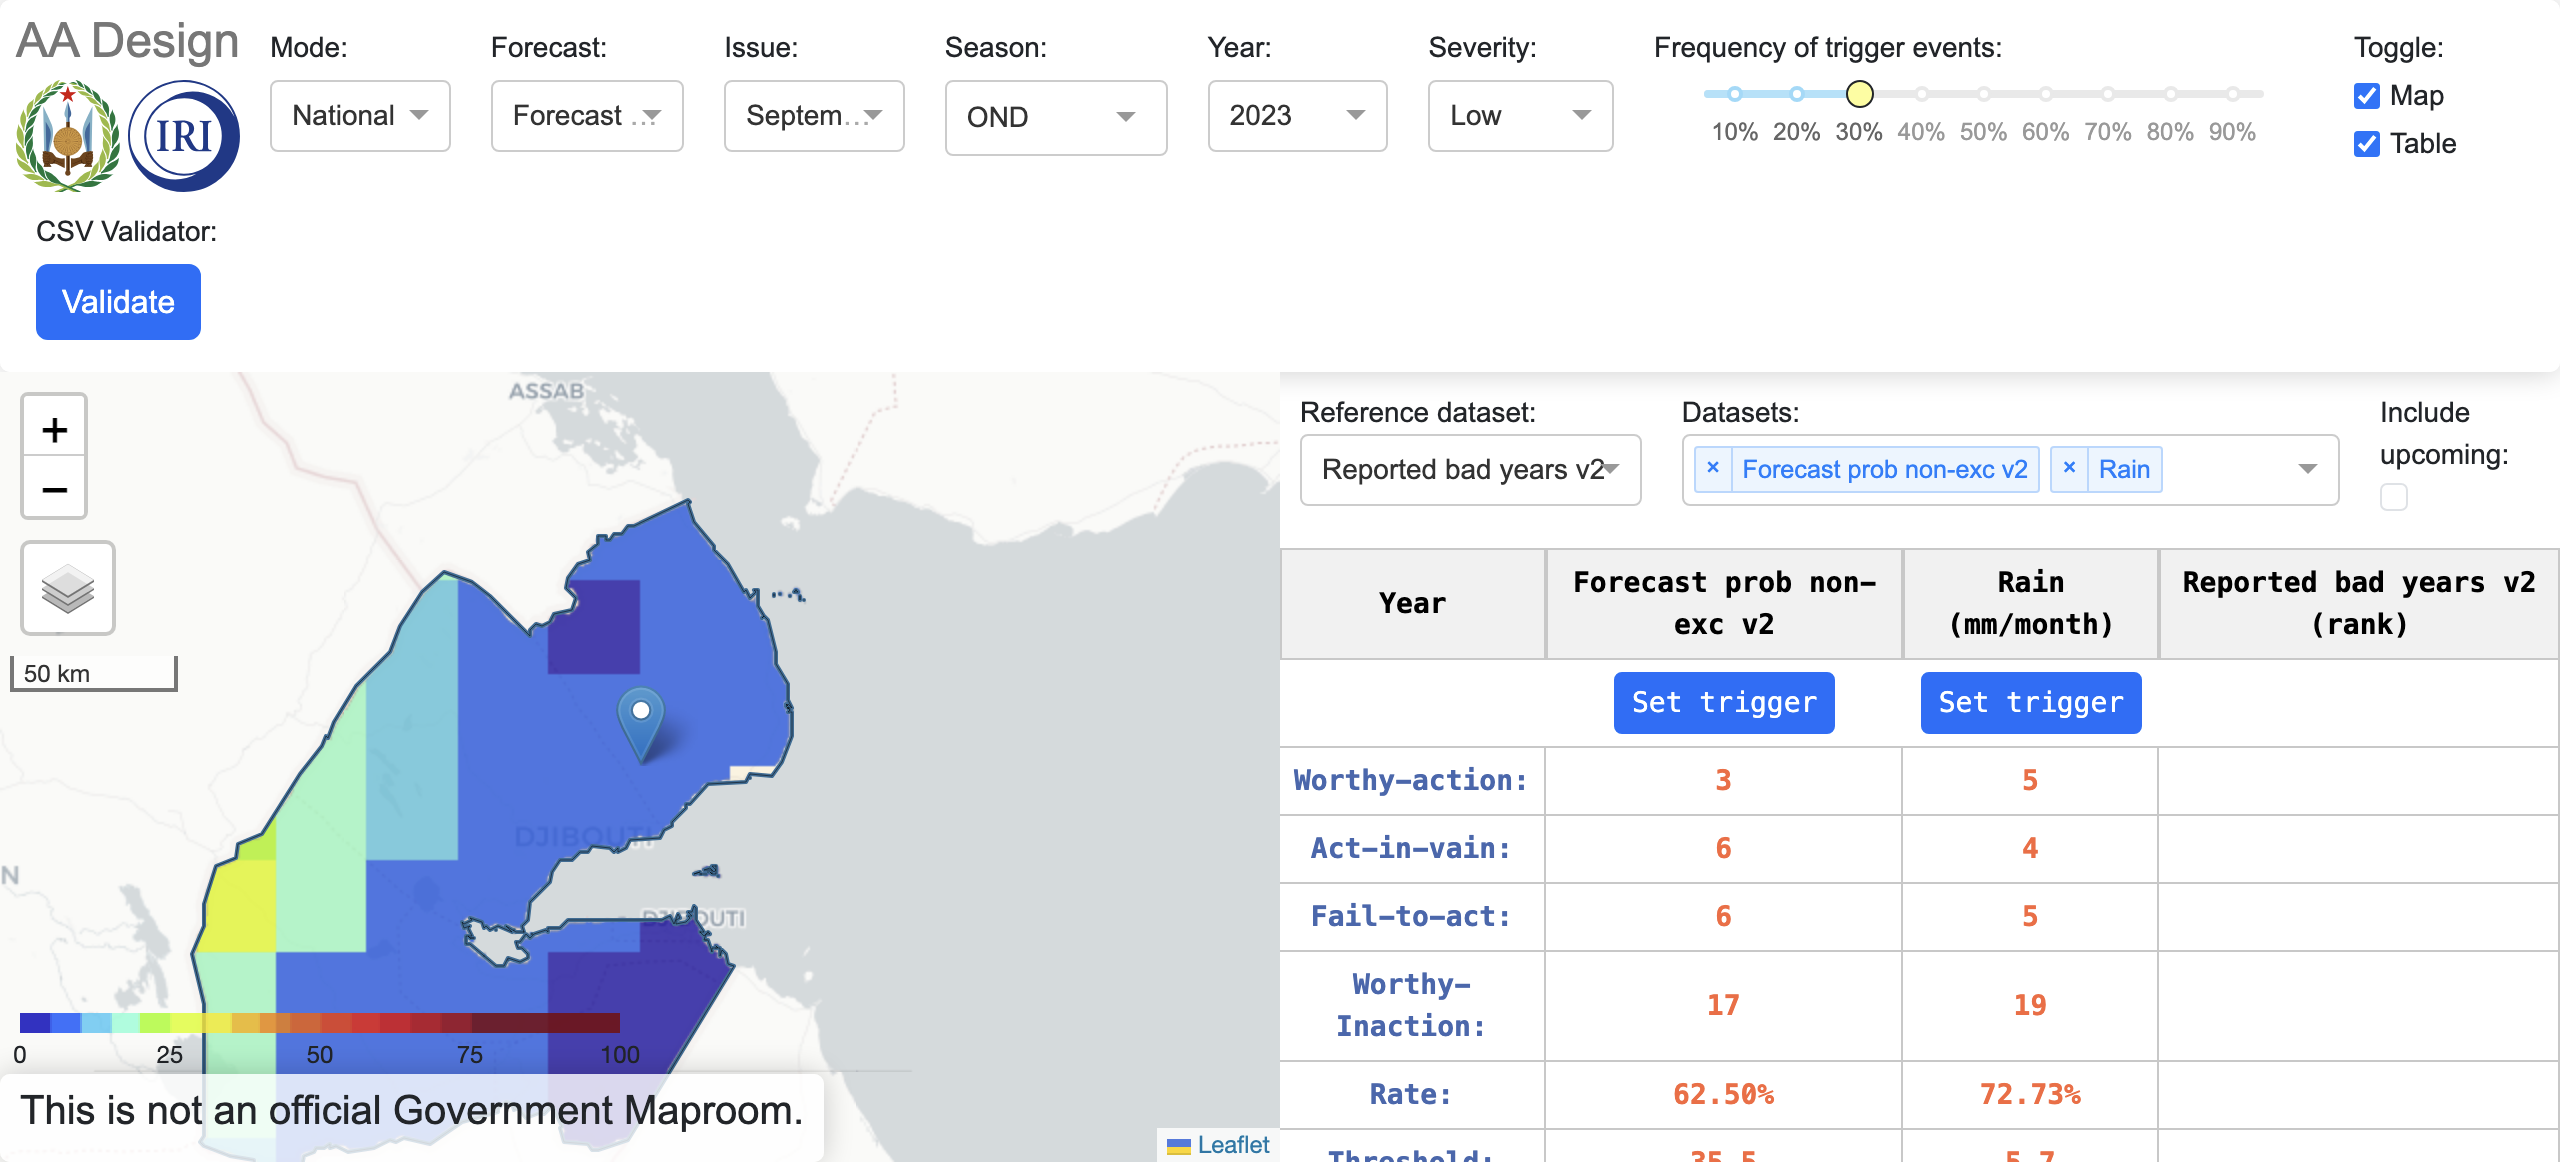 AA Design
IRI
Mode:
National
Forecast:
Forecast ...
Issue:
Septem...
Season:
OND
Year:
2023
Severity:
Low
Frequency of trigger events:
10% 20% 30% 40% 50% 60% 70% 80% 90%
Toggle:
Map
Table
CSV Validator:
Validate
+
−
50 km
ASSAB
DJIBOUTI
DJIBOUTI
N
0 25 50 75 100
This is not an official Government Maproom.
Leaflet
Reference dataset:
Reported bad years v2
Datasets:
× Forecast prob non-exc v2 × Rain
Include
upcoming:
Year
Forecast prob non-
exc v2
Rain
(mm/month)
Reported bad years v2
(rank)
Set trigger Set trigger
Worthy-action: 3 5
Act-in-vain: 6 4
Fail-to-act: 6 5
Worthy-
Inaction: 17 19
Rate: 62.50% 72.73%
Threshold: 35.5 5.7